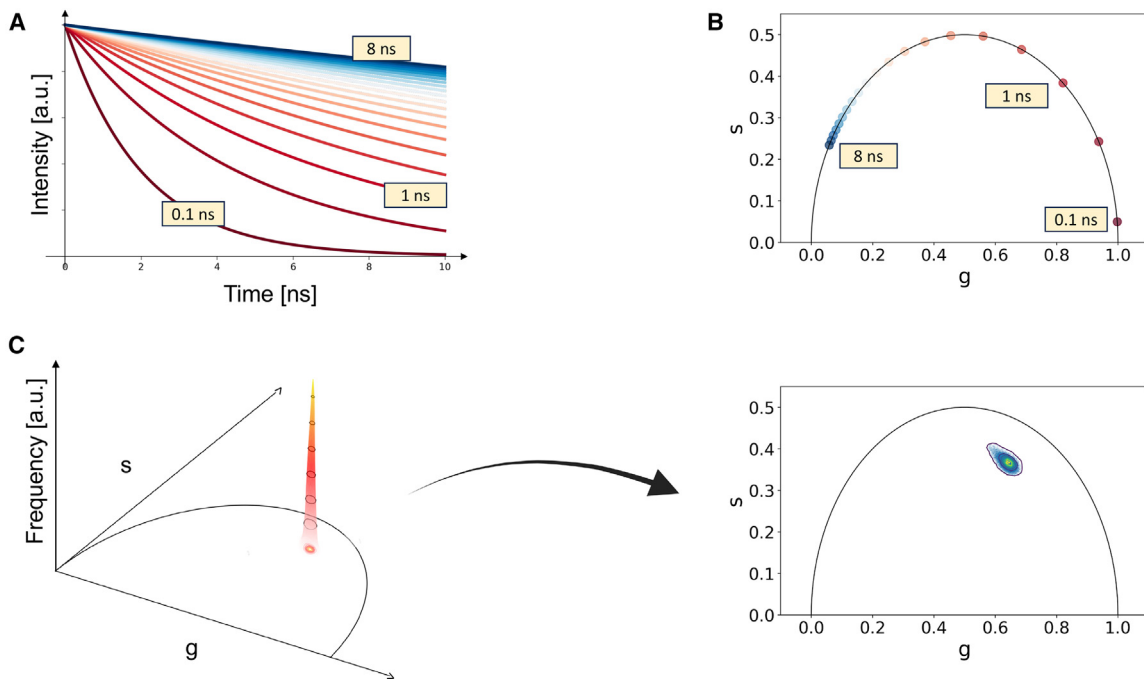 A
Intensity [a.u.]
8 ns
1 ns
0.1 ns
0 2 4 6 8 10
Time [ns]
B
s
0.5
0.4
0.3
0.2
0.1
0.0
1 ns
8 ns
0.1 ns
0.0 0.2 0.4 0.6 0.8 1.0
g
C
Frequency [a.u.]
s
g
s
0.5
0.4
0.3
0.2
0.1
0.0
0.0 0.2 0.4 0.6 0.8 1.0
g